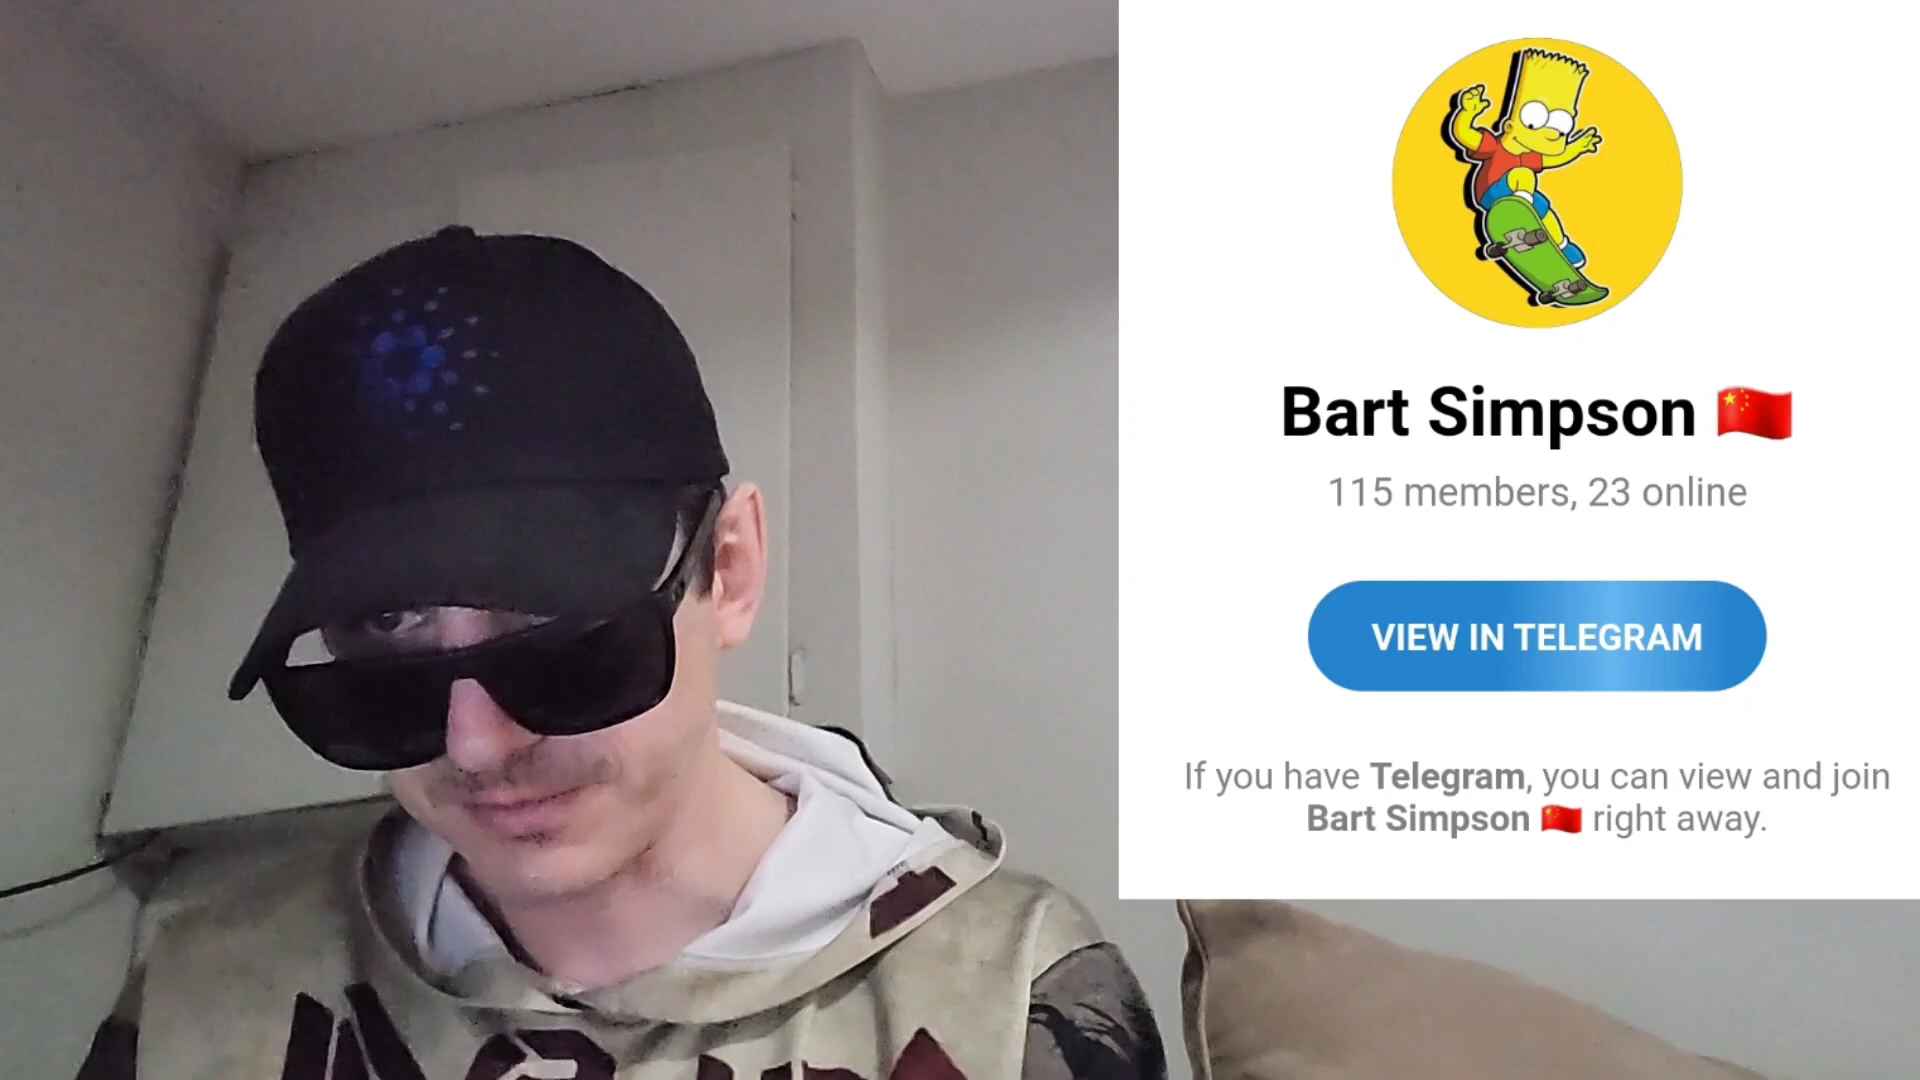 Bart Simpson 🇨🇳
115 members, 23 online
VIEW IN TELEGRAM
If you have Telegram, you can view and join
Bart Simpson 🇨🇳 right away.